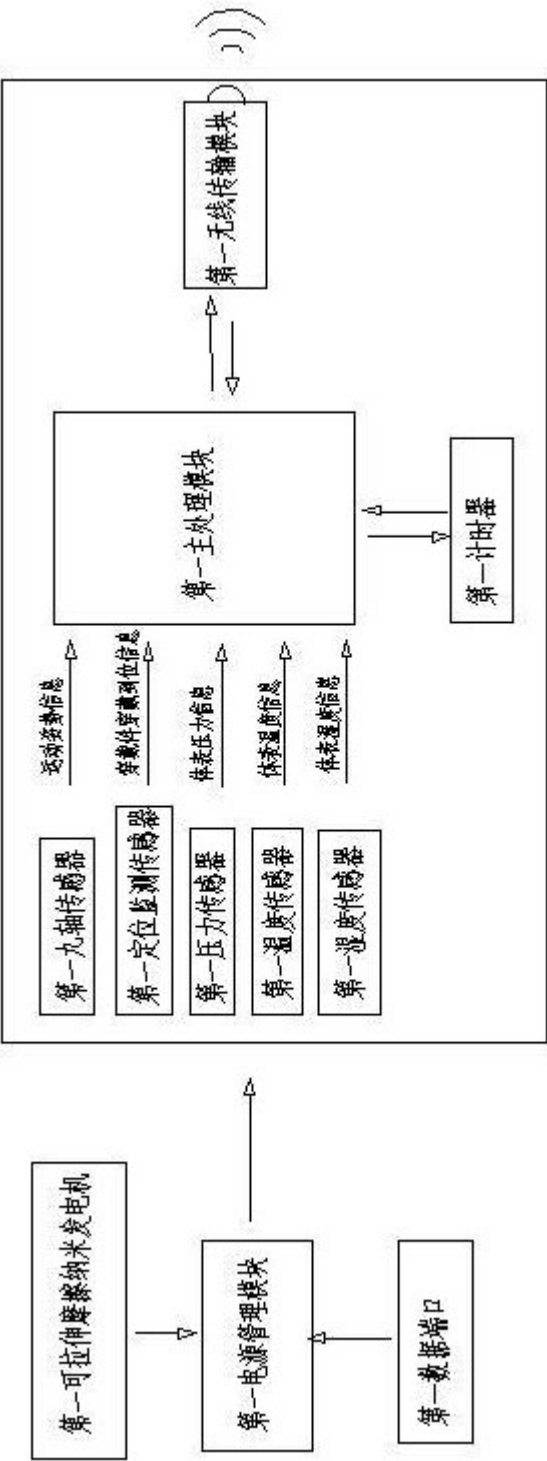 第一可拉伸摩擦纳米发电机
第一电源管理模块
第一数据端口
第一九轴传感器
第一定位监测传感器
第一压力传感器
第一温度传感器
第一湿度传感器
运动姿势信息
穿戴件穿戴到位信息
体表压力信息
体表温度信息
体表湿度信息
第一主处理模块
第一计时器
第一无线传输模块